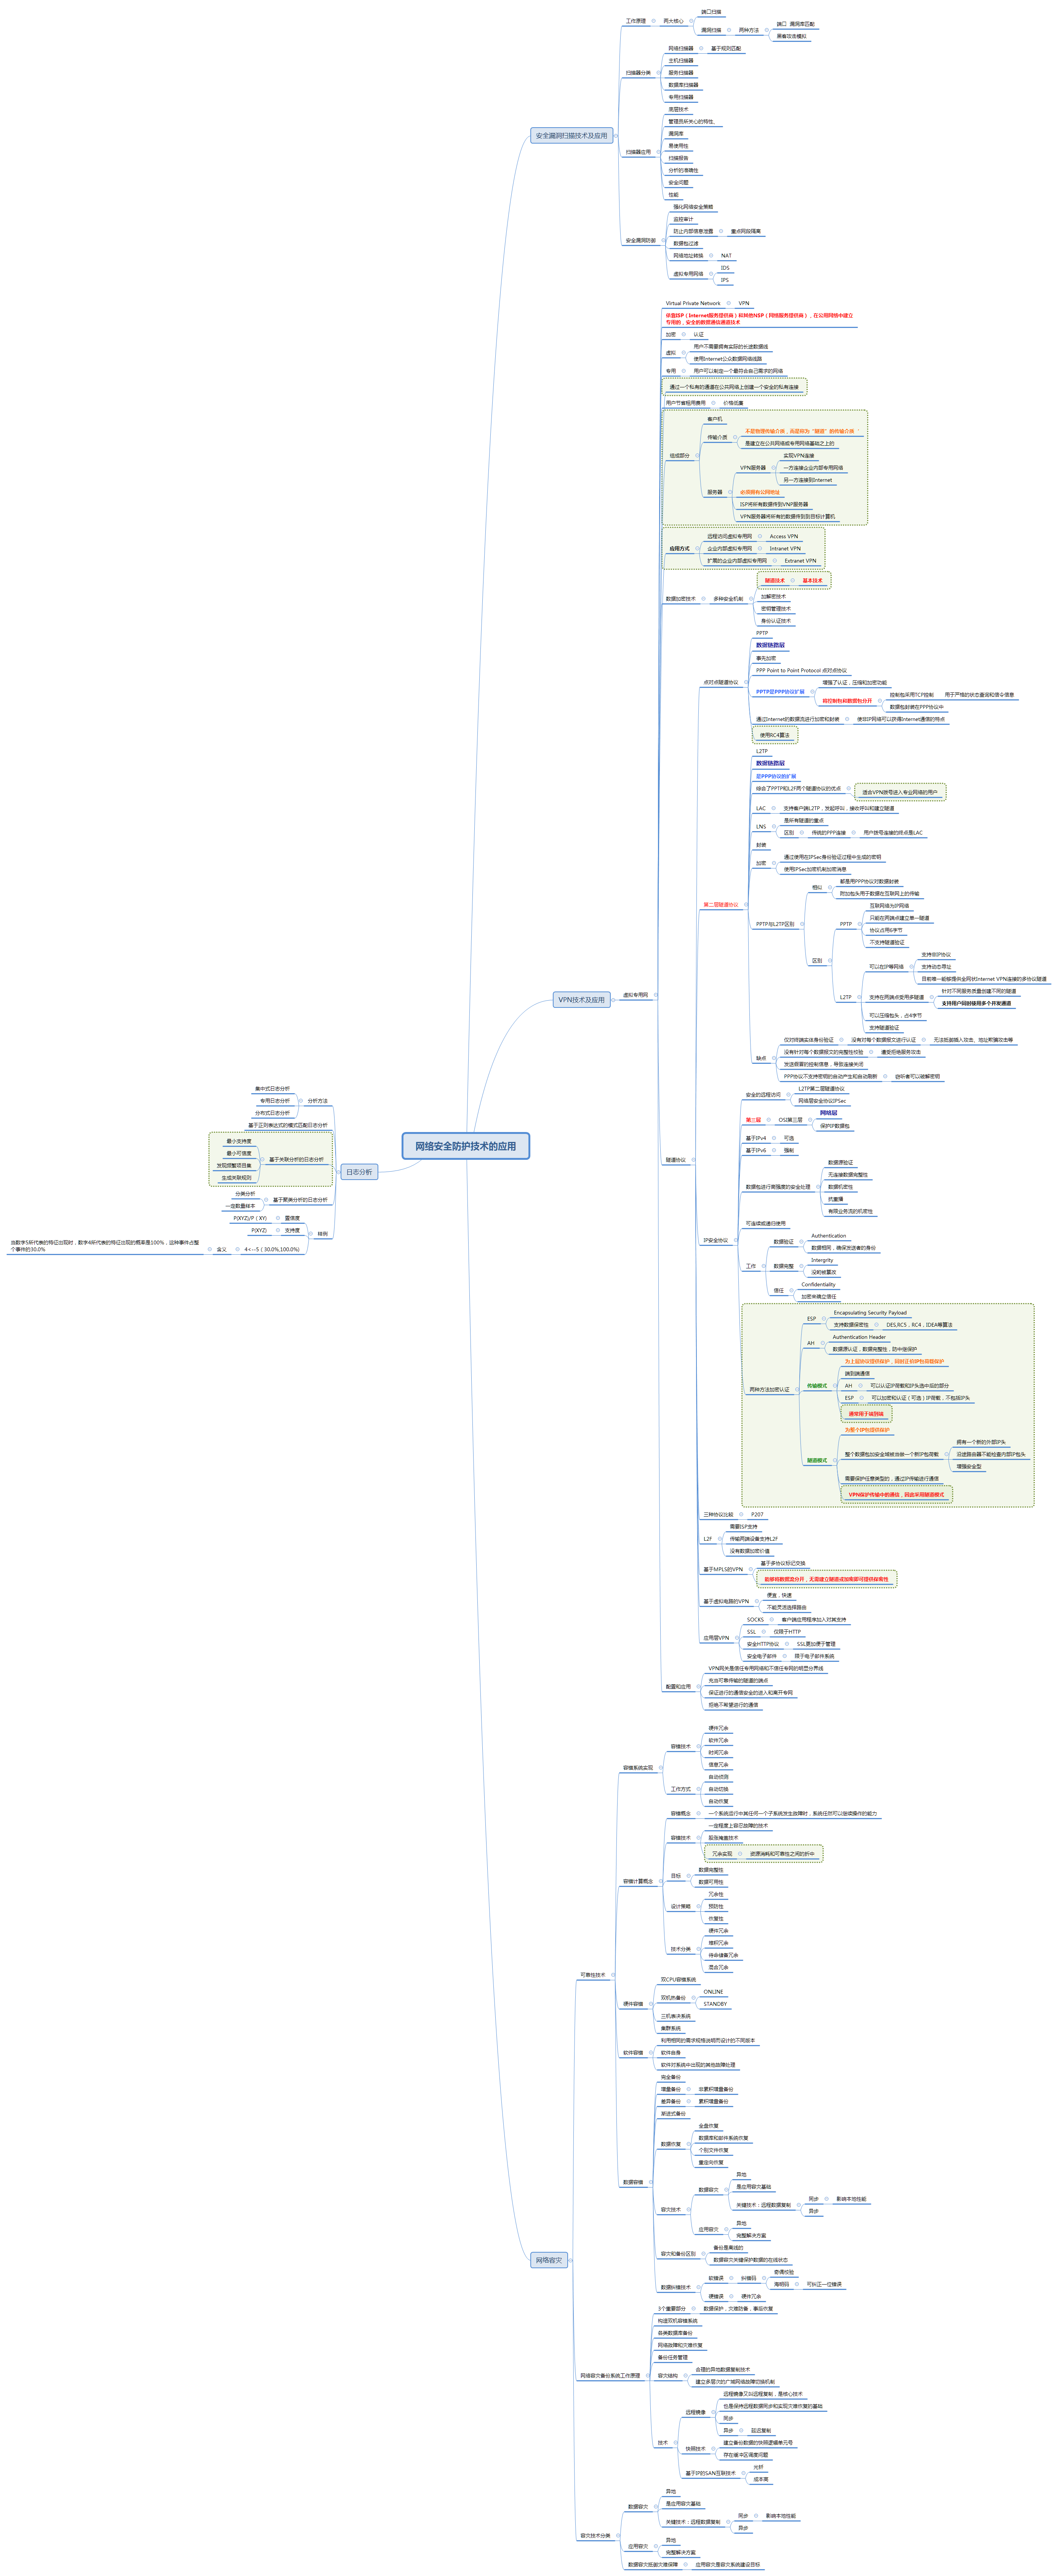 网络安全防护技术的应用
安全漏洞扫描技术及应用
工作原理
两大核心
端口扫描
漏洞扫描
两种方法
端口 漏洞库匹配
黑客攻击模拟
扫描器分类
网络扫描器
基于规则匹配
主机扫描器
服务扫描器
数据库扫描器
专用扫描器
扫描器应用
底层技术
管理员所关心的特性、
漏洞库
易使用性
扫描报告
分析的准确性
安全问题
性能
安全漏洞防御
强化网络安全策略
监控审计
防止内部信息泄露
重点网段隔离
数据包过滤
网络地址转换
NAT
虚拟专用网络
IDS
IPS
VPN技术及应用
虚拟专用网
Virtual Private Network
VPN
依靠ISP（Internet服务提供商）和其他NSP（网络服务提供商），在公用网络中建立
专用的，安全的数据通信通道技术
加密
认证
虚拟
用户不需要拥有实际的长途数据线
使用Internet公众数据网络线路
专用
用户可以制定一个最符合自己需求的网络
通过一个私有的通道在公共网络上创建一个安全的私有连接
用户节省租用费用
价格低廉
组成部分
客户机
传输介质
不是物理传输介质，而是称为“隧道”的传输介质
是建立在公共网络或专用网络基础之上的
服务器
VPN服务器
实现VPN连接
一方连接企业内部专用网络
另一方连接到Internet
必须拥有公网地址
ISP将所有数据传到VNP服务器
VPN服务器将所有的数据传到到目标计算机
应用方式
远程访问虚拟专用网
Access VPN
企业内部虚拟专用网
Intranet VPN
扩展的企业内部虚拟专用网
Extranet VPN
数据加密技术
多种安全机制
隧道技术
基本技术
加解密技术
密钥管理技术
身份认证技术
隧道协议
点对点隧道协议
PPTP
数据链路层
事先加密
PPP Point to Point Protocol 点对点协议
PPTP是PPP协议扩展
增强了认证，压缩和加密功能
将控制包和数据包分开
控制包采用TCP控制
用于严格的状态查询和信令信息
数据包封装在PPP协议中
通过Internet的数据流进行加密和封装
使非IP网络可以获得Internet通信的特点
使用RC4算法
第二层隧道协议
L2TP
数据链路层
是PPP协议的扩展
综合了PPTP和L2F两个隧道协议的优点
适合VPN拨号进入专业网络的用户
LAC
支持客户端L2TP，发起呼叫，接收呼叫和建立隧道
LNS
是所有隧道的重点
区别
传统的PPP连接
用户拨号连接的终点是LAC
封装
加密
通过使用在IPSec身份验证过程中生成的密钥
使用IPSec加密机制加密消息
PPTP与L2TP区别
相似
都是用PPP协议对数据封装
附加包头用于数据在互联网上的传输
区别
PPTP
互联网络为IP网络
只能在两端点建立单一隧道
协议占用6字节
不支持隧道验证
L2TP
可以在IP等网络
支持非IP协议
支持动态寻址
目前唯一能够提供全网状Internet VPN连接的多协议隧道
支持在两端点使用多隧道
针对不同服务质量创建不同的隧道
支持用户同时使用多个并发通道
可以压缩包头，占4字节
支持隧道验证
缺点
仅对终端实体身份验证
没有对每个数据报文进行认证
无法抵御插入攻击、地址欺骗攻击等
没有针对每个数据报文的完整性校验
遭受拒绝服务攻击
发送假冒的控制信息，导致连接关闭
PPP协议不支持密钥的自动产生和自动刷新
窃听者可以破解密钥
IP安全协议
安全的远程访问
L2TP第二层隧道协议
网络层安全协议IPSec
第三层
OSI第三层
网络层
保护IP数据包
基于IPv4
可选
基于IPv6
强制
数据包进行高强度的安全处理
数据源验证
无连接数据完整性
数据机密性
抗重播
有限业务流的机密性
可连续或递归使用
工作
数据验证
Authentication
数据相同，确保发送者的身份
数据完整
Intergrity
没有被篡改
信任
Confidentiality
加密来确立信任
两种方法加密认证
ESP
Encapsulating Security Payload
支持数据保密性
DES,RC5，RC4，IDEA等算法
AH
Authentication Header
数据源认证，数据完整性，防中继保护
传输模式
为上层协议提供保护，同时正价IP包载荷保护
端到端通信
AH
可以认证IP荷载和IP头选中后的部分
ESP
可以加密和认证（可选）IP荷载，不包括IP头
通常用于端到端
隧道模式
为整个IP包提供保护
整个数据包加安全域被当做一个新IP包荷载
拥有一个新的外部IP头
沿途路由器不能检查内部IP包头
增强安全型
需要保护任意类型的，通过IP传输进行通信
VPN保护传输中的通信，因此采用隧道模式
三种协议比较
P207
L2F
需要ISP支持
传输两端设备支持L2F
没有数据加密价值
基于MPLS的VPN
基于多协议标记交换
能够将数据流分开，无需建立隧道或加密即可提供保密性
基于虚拟电路的VPN
便宜，快速
不能灵活选择路由
应用层VPN
SOCKS
客户端应用程序加入对其支持
SSL
仅限于HTTP
安全HTTP协议
SSL更加便于管理
安全电子邮件
限于电子邮件系统
配置和应用
VPN网关是信任专用网络和不信任专网的明显分界线
充当可靠传输的隧道的端点
保证进行的通信安全的进入和离开专网
拒绝不希望进行的通信
网络容灾
可靠性技术
容错系统实现
容错技术
硬件冗余
软件冗余
时间冗余
信息冗余
工作方式
自动侦测
自动切换
自动恢复
容错计算概念
容错概念
一个系统运行中其任何一个子系统发生故障时，系统任然可以继续操作的能力
容错技术
一定程度上容忍故障的技术
股张掩盖技术
冗余实现
资源消耗和可靠性之间的折中
目标
数据完整性
数据可用性
设计策略
冗余性
预防性
恢复性
技术分类
硬件冗余
堆积冗余
待命储备冗余
混合冗余
硬件容错
双CPU容错系统
双机热备份
ONLINE
STANDBY
三机表决系统
集群系统
软件容错
利用相同的需求规格说明而设计的不同版本
软件自身
软件对系统中出现的其他故障处理
数据容错
完全备份
增量备份
非累积增量备份
差异备份
累积增量备份
渐进式备份
数据恢复
全盘恢复
数据库和邮件系统恢复
个别文件恢复
重定向恢复
容灾技术
数据容灾
异地
是应用容灾基础
关键技术：远程数据复制
同步
影响本地性能
异步
应用容灾
异地
完整解决方案
容灾和备份区别
备份是离线的
数据容灾关键保护数据的在线状态
数据纠错技术
软错误
纠错码
奇偶校验
海明码
可纠正一位错误
硬错误
硬件冗余
网络容灾备份系统工作原理
3个重要部分
数据保护，灾难防备，事后恢复
构建双机容错系统
各类数据库备份
网络故障和灾难恢复
备份任务管理
容灾结构
合理的异地数据复制技术
建立多层次的广域网络故障切换机制
技术
远程镜像
远程镜像又叫远程复制，是核心技术
也是保持远程数据同步和实现灾难恢复的基础
同步
异步
延迟复制
快照技术
建立备份数据的快照逻辑单元号
存在缓冲区调度问题
基于IP的SAN互联技术
光纤
成本高
容灾技术分类
数据容灾
异地
是应用容灾基础
关键技术：远程数据复制
同步
影响本地性能
异步
应用容灾
异地
完整解决方案
数据容灾抵御灾难保障
应用容灾是容灾系统建设目标
日志分析
分析方法
集中式日志分析
专用日志分析
分布式日志分析
基于正则表达式的模式匹配日志分析
基于关联分析的日志分析
最小支持度
最小可信度
发现频繁项目集
生成关联规则
基于聚类分析的日志分析
分类分析
一定数量样本
样例
置信度
P(XYZ)/P（XY）
支持度
P(XYZ)
4<--5（30.0%,100.0%）
含义
当数字5所代表的特征出现时，数字4所代表的特征出现的概率是100%，这种事件占整
个事件的30.0%